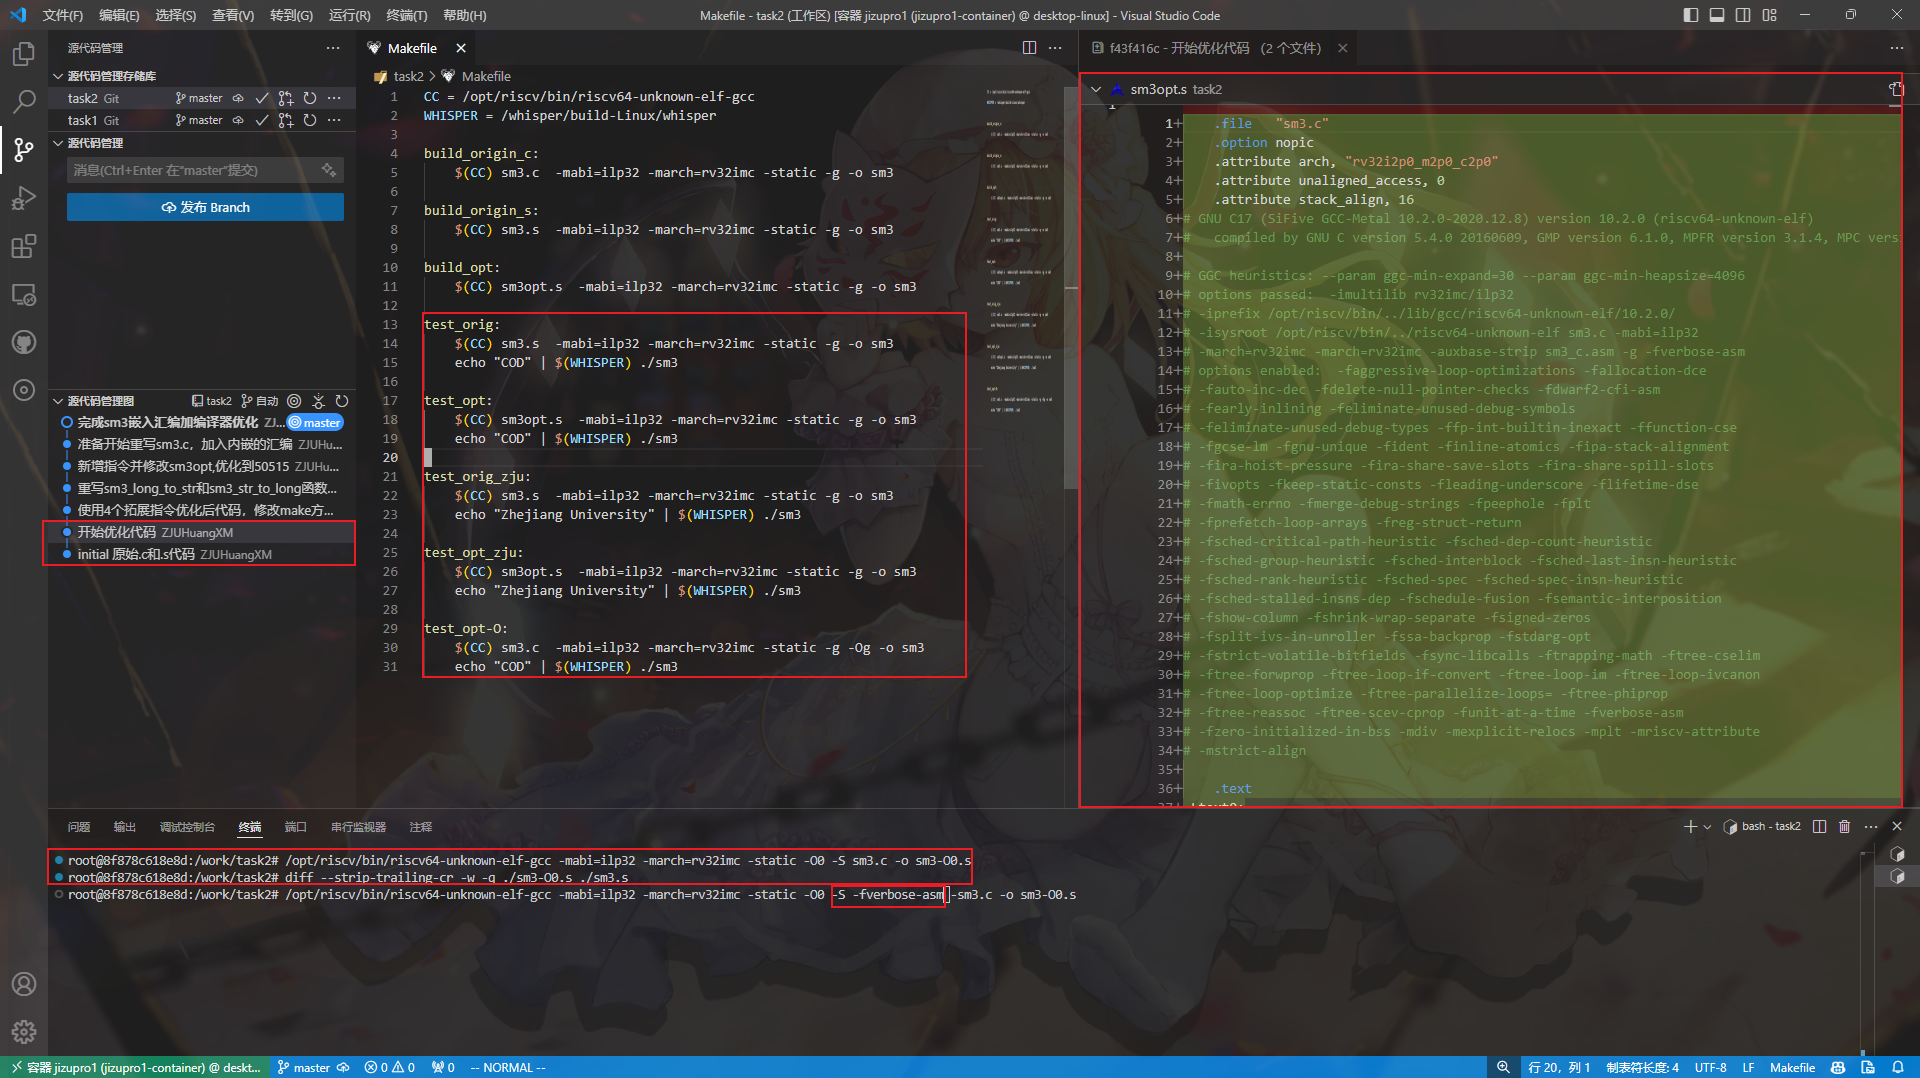 文件(F) 编辑(E) 选择(S) 查看(V) 转到(G) 运行(R) 终端(T) 帮助(H)
Makefile - task2 (工作区) [容器 jizupro1 (jizupro1-container) @ desktop-linux] - Visual Studio Code
源代码管理
源代码管理存储库
task2 Git master
task1 Git master
源代码管理
消息(Ctrl+Enter 在"master"提交)
发布 Branch
源代码管理图 task2 自动
完成sm3嵌入汇编加编译器优化 ZJ... master
准备开始重写sm3.c，加入内嵌的汇编 ZJUHu...
新增指令并修改sm3opt,优化到50515 ZJUHu...
重写sm3_long_to_str和sm3_str_to_long函数...
使用4个拓展指令优化后代码，修改make方...
开始优化代码 ZJUHuangXM
initial 原始.c和.s代码 ZJUHuangXM
Makefile
task2 > Makefile
1 CC = /opt/riscv/bin/riscv64-unknown-elf-gcc
2 WHISPER = /whisper/build-Linux/whisper
3
4 build_origin_c:
5 $(CC) sm3.c -mabi=ilp32 -march=rv32imc -static -g -o sm3
6
7 build_origin_s:
8 $(CC) sm3.s -mabi=ilp32 -march=rv32imc -static -g -o sm3
9
10 build_opt:
11 $(CC) sm3opt.s -mabi=ilp32 -march=rv32imc -static -g -o sm3
12
13 test_orig:
14 $(CC) sm3.s -mabi=ilp32 -march=rv32imc -static -g -o sm3
15 echo "COD" | $(WHISPER) ./sm3
16
17 test_opt:
18 $(CC) sm3opt.s -mabi=ilp32 -march=rv32imc -static -g -o sm3
19 echo "COD" | $(WHISPER) ./sm3
20
21 test_orig_zju:
22 $(CC) sm3.s -mabi=ilp32 -march=rv32imc -static -g -o sm3
23 echo "Zhejiang University" | $(WHISPER) ./sm3
24
25 test_opt_zju:
26 $(CC) sm3opt.s -mabi=ilp32 -march=rv32imc -static -g -o sm3
27 echo "Zhejiang University" | $(WHISPER) ./sm3
28
29 test_opt-O:
30 $(CC) sm3.c -mabi=ilp32 -march=rv32imc -static -g -Og -o sm3
31 echo "COD" | $(WHISPER) ./sm3
f43f416c - 开始优化代码 (2 个文件)
sm3opt.s task2
1
1+ .file "sm3.c"
2+ .option nopic
3+ .attribute arch, "rv32i2p0_m2p0_c2p0"
4+ .attribute unaligned_access, 0
5+ .attribute stack_align, 16
6+# GNU C17 (SiFive GCC-Metal 10.2.0-2020.12.8) version 10.2.0 (riscv64-unknown-elf)
7+# compiled by GNU C version 5.4.0 20160609, GMP version 6.1.0, MPFR version 3.1.4, MPC vers
8+
9+# GGC heuristics: --param ggc-min-expand=30 --param ggc-min-heapsize=4096
10+# options passed: -imultilib rv32imc/ilp32
11+# -iprefix /opt/riscv/bin/../lib/gcc/riscv64-unknown-elf/10.2.0/
12+# -isysroot /opt/riscv/bin/../riscv64-unknown-elf sm3.c -mabi=ilp32
13+# -march=rv32imc -march=rv32imc -auxbase-strip sm3_c.asm -g -fverbose-asm
14+# options enabled: -faggressive-loop-optimizations -fallocation-dce
15+# -fauto-inc-dec -fdelete-null-pointer-checks -fdwarf2-cfi-asm
16+# -fearly-inlining -feliminate-unused-debug-symbols
17+# -feliminate-unused-debug-types -ffp-int-builtin-inexact -ffunction-cse
18+# -fgcse-lm -fgnu-unique -fident -finline-atomics -fipa-stack-alignment
19+# -fira-hoist-pressure -fira-share-save-slots -fira-share-spill-slots
20+# -fivopts -fkeep-static-consts -fleading-underscore -flifetime-dse
21+# -fmath-errno -fmerge-debug-strings -fpeephole -fplt
22+# -fprefetch-loop-arrays -freg-struct-return
23+# -fsched-critical-path-heuristic -fsched-dep-count-heuristic
24+# -fsched-group-heuristic -fsched-interblock -fsched-last-insn-heuristic
25+# -fsched-rank-heuristic -fsched-spec -fsched-spec-insn-heuristic
26+# -fsched-stalled-insns-dep -fschedule-fusion -fsemantic-interposition
27+# -fshow-column -fshrink-wrap-separate -fsigned-zeros
28+# -fsplit-ivs-in-unroller -fssa-backprop -fstdarg-opt
29+# -fstrict-volatile-bitfields -fsync-libcalls -ftrapping-math -ftree-cselim
30+# -ftree-forwprop -ftree-loop-if-convert -ftree-loop-im -ftree-loop-ivcanon
31+# -ftree-loop-optimize -ftree-parallelize-loops= -ftree-phiprop
32+# -ftree-reassoc -ftree-scev-cprop -funit-at-a-time -fverbose-asm
33+# -fzero-initialized-in-bss -mdiv -mexplicit-relocs -mplt -mriscv-attribute
34+# -mstrict-align
35+
36+ .text
问题 输出 调试控制台 终端 端口 串行监视器 注释
bash - task2
root@8f878c618e8d:/work/task2# /opt/riscv/bin/riscv64-unknown-elf-gcc -mabi=ilp32 -march=rv32imc -static -O0 -S sm3.c -o sm3-O0.s
root@8f878c618e8d:/work/task2# diff --strip-trailing-cr -w -q ./sm3-O0.s ./sm3.s
root@8f878c618e8d:/work/task2# /opt/riscv/bin/riscv64-unknown-elf-gcc -mabi=ilp32 -march=rv32imc -static -O0 -S -fverbose-asm -sm3.c -o sm3-O0.s
容器 jizupro1 (jizupro1-container) @ deskt... master 0 0 0 -- NORMAL -- 行 20，列 1 制表符长度: 4 UTF-8 LF Makefile